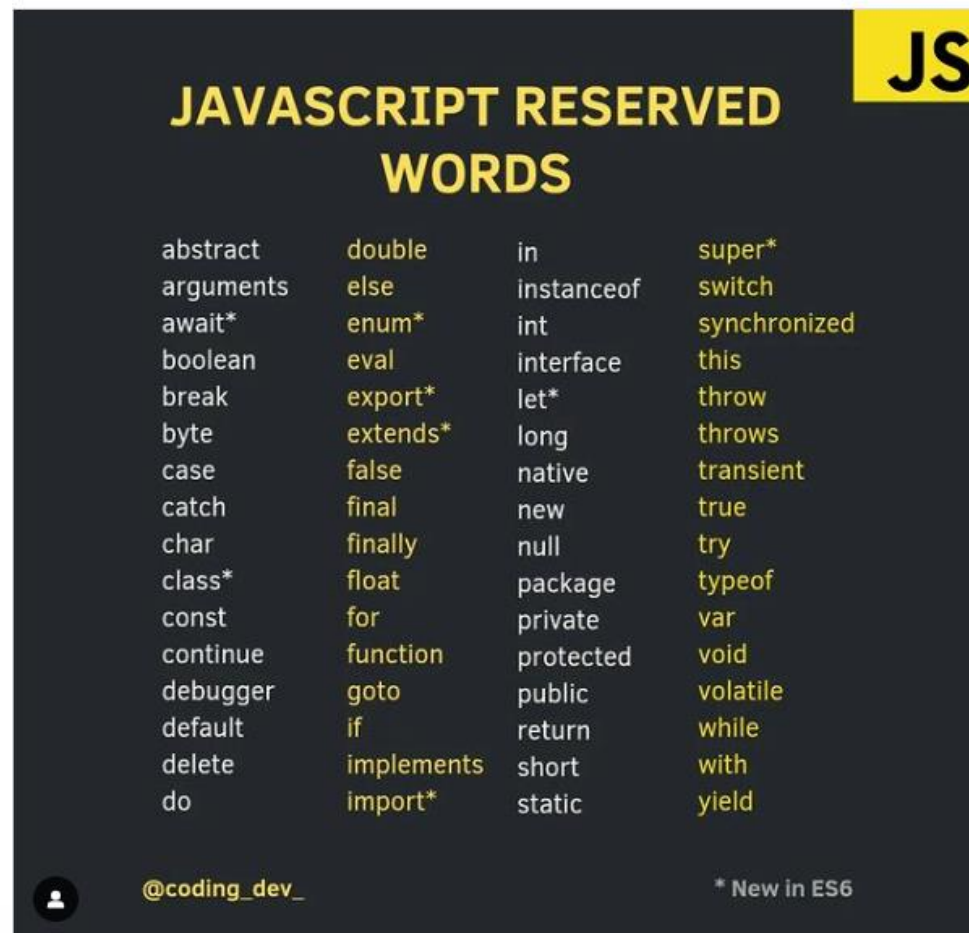 JS
JAVASCRIPT RESERVED
WORDS
abstract
arguments
await*
boolean
break
byte
case
catch
char
class*
const
continue
debugger
default
delete
do
double
else
enum*
eval
export*
extends*
false
final
finally
float
for
function
goto
if
implements
import*
in
instanceof
int
interface
let*
long
native
new
null
package
private
protected
public
return
short
static
super*
switch
synchronized
this
throw
throws
transient
true
try
typeof
var
void
volatile
while
with
yield
@coding_dev_
* New in ES6